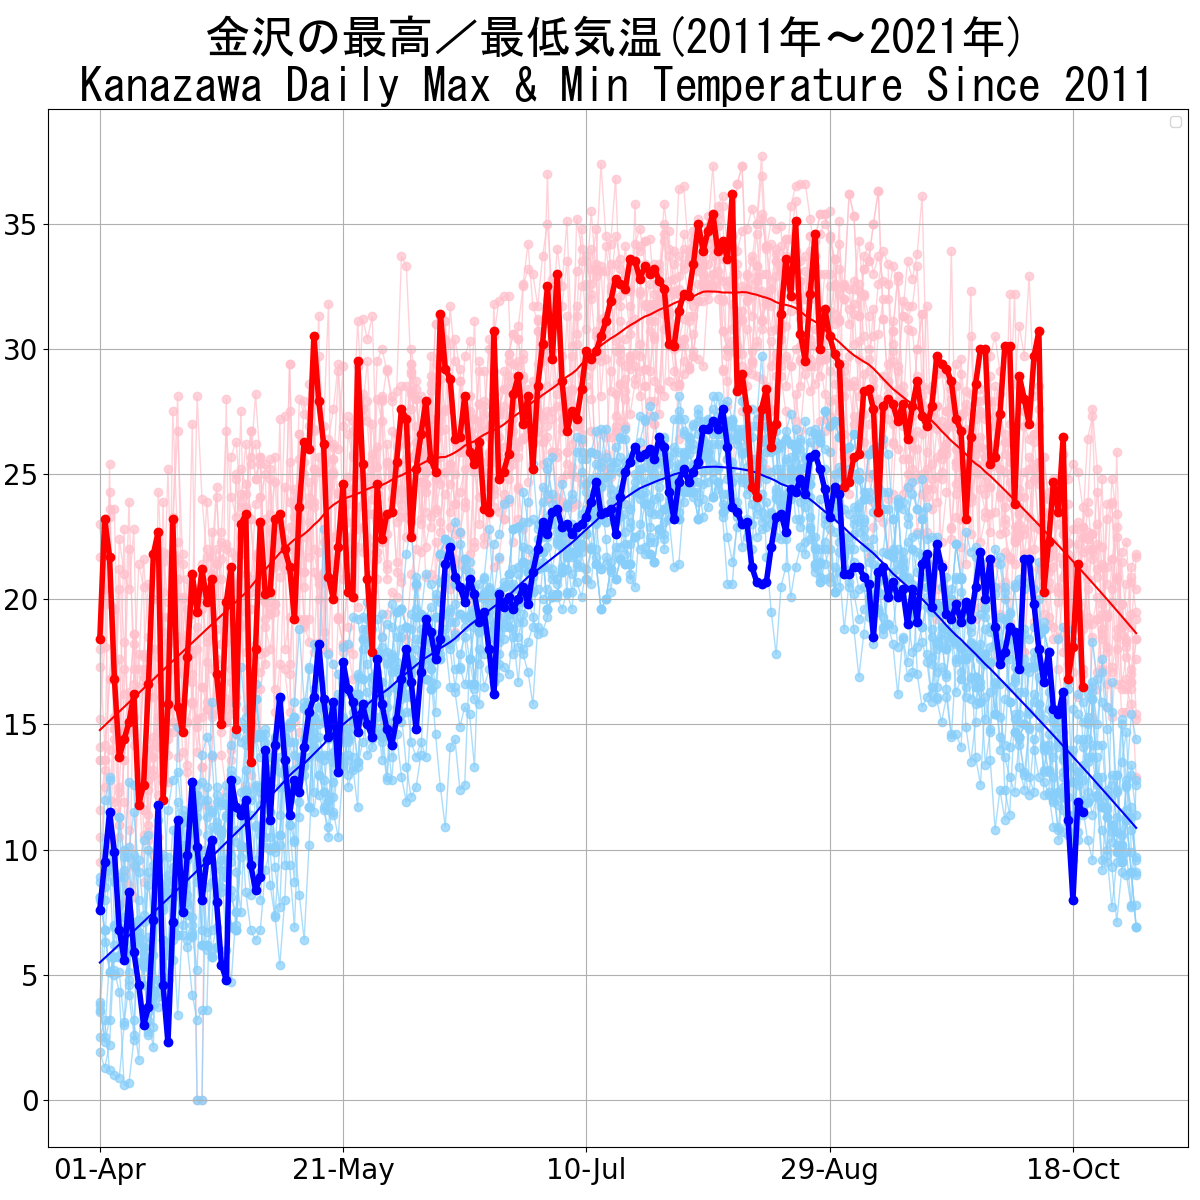 金沢の最高／最低気温(2011年～2021年)
Kanazawa Daily Max & Min Temperature Since 2011
35
30
25
20
15
10
5
0
01-Apr 21-May 10-Jul 29-Aug 18-Oct